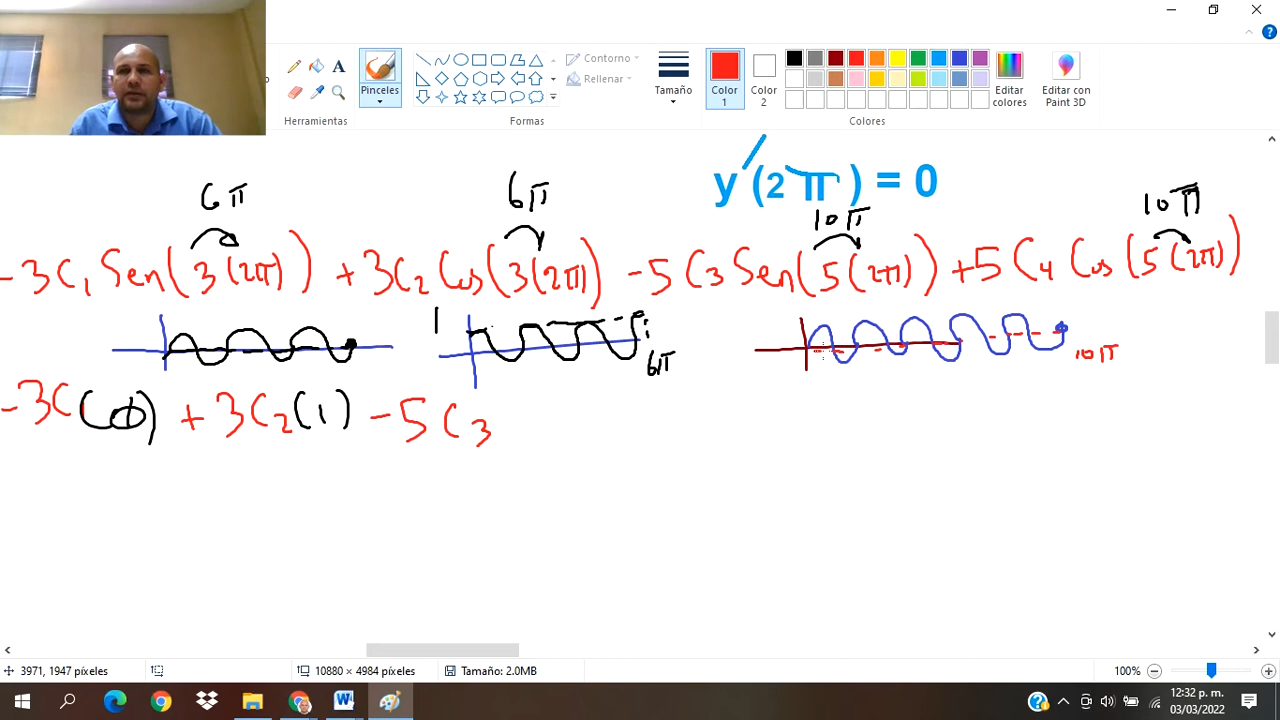 Contorno
Rellenar
Pinceles
Tamaño
Color 1
Color 2
Editar colores
Editar con Paint 3D
Herramientas
Formas
Colores
y'(2π) = 0
6π
6π
10π
10π
-3C₁ Sen(3(2π)) + 3C₂ Cos(3(2π)) - 5C₃ Sen(5(2π)) + 5C₄ Cos(5(2π))
1
6π
10π
-3C(0) + 3C₂(1) - 5C₃
3971, 1947 píxeles
10880 × 4984 píxeles
Tamaño: 2.0MB
100%
12:32 p. m.
03/03/2022